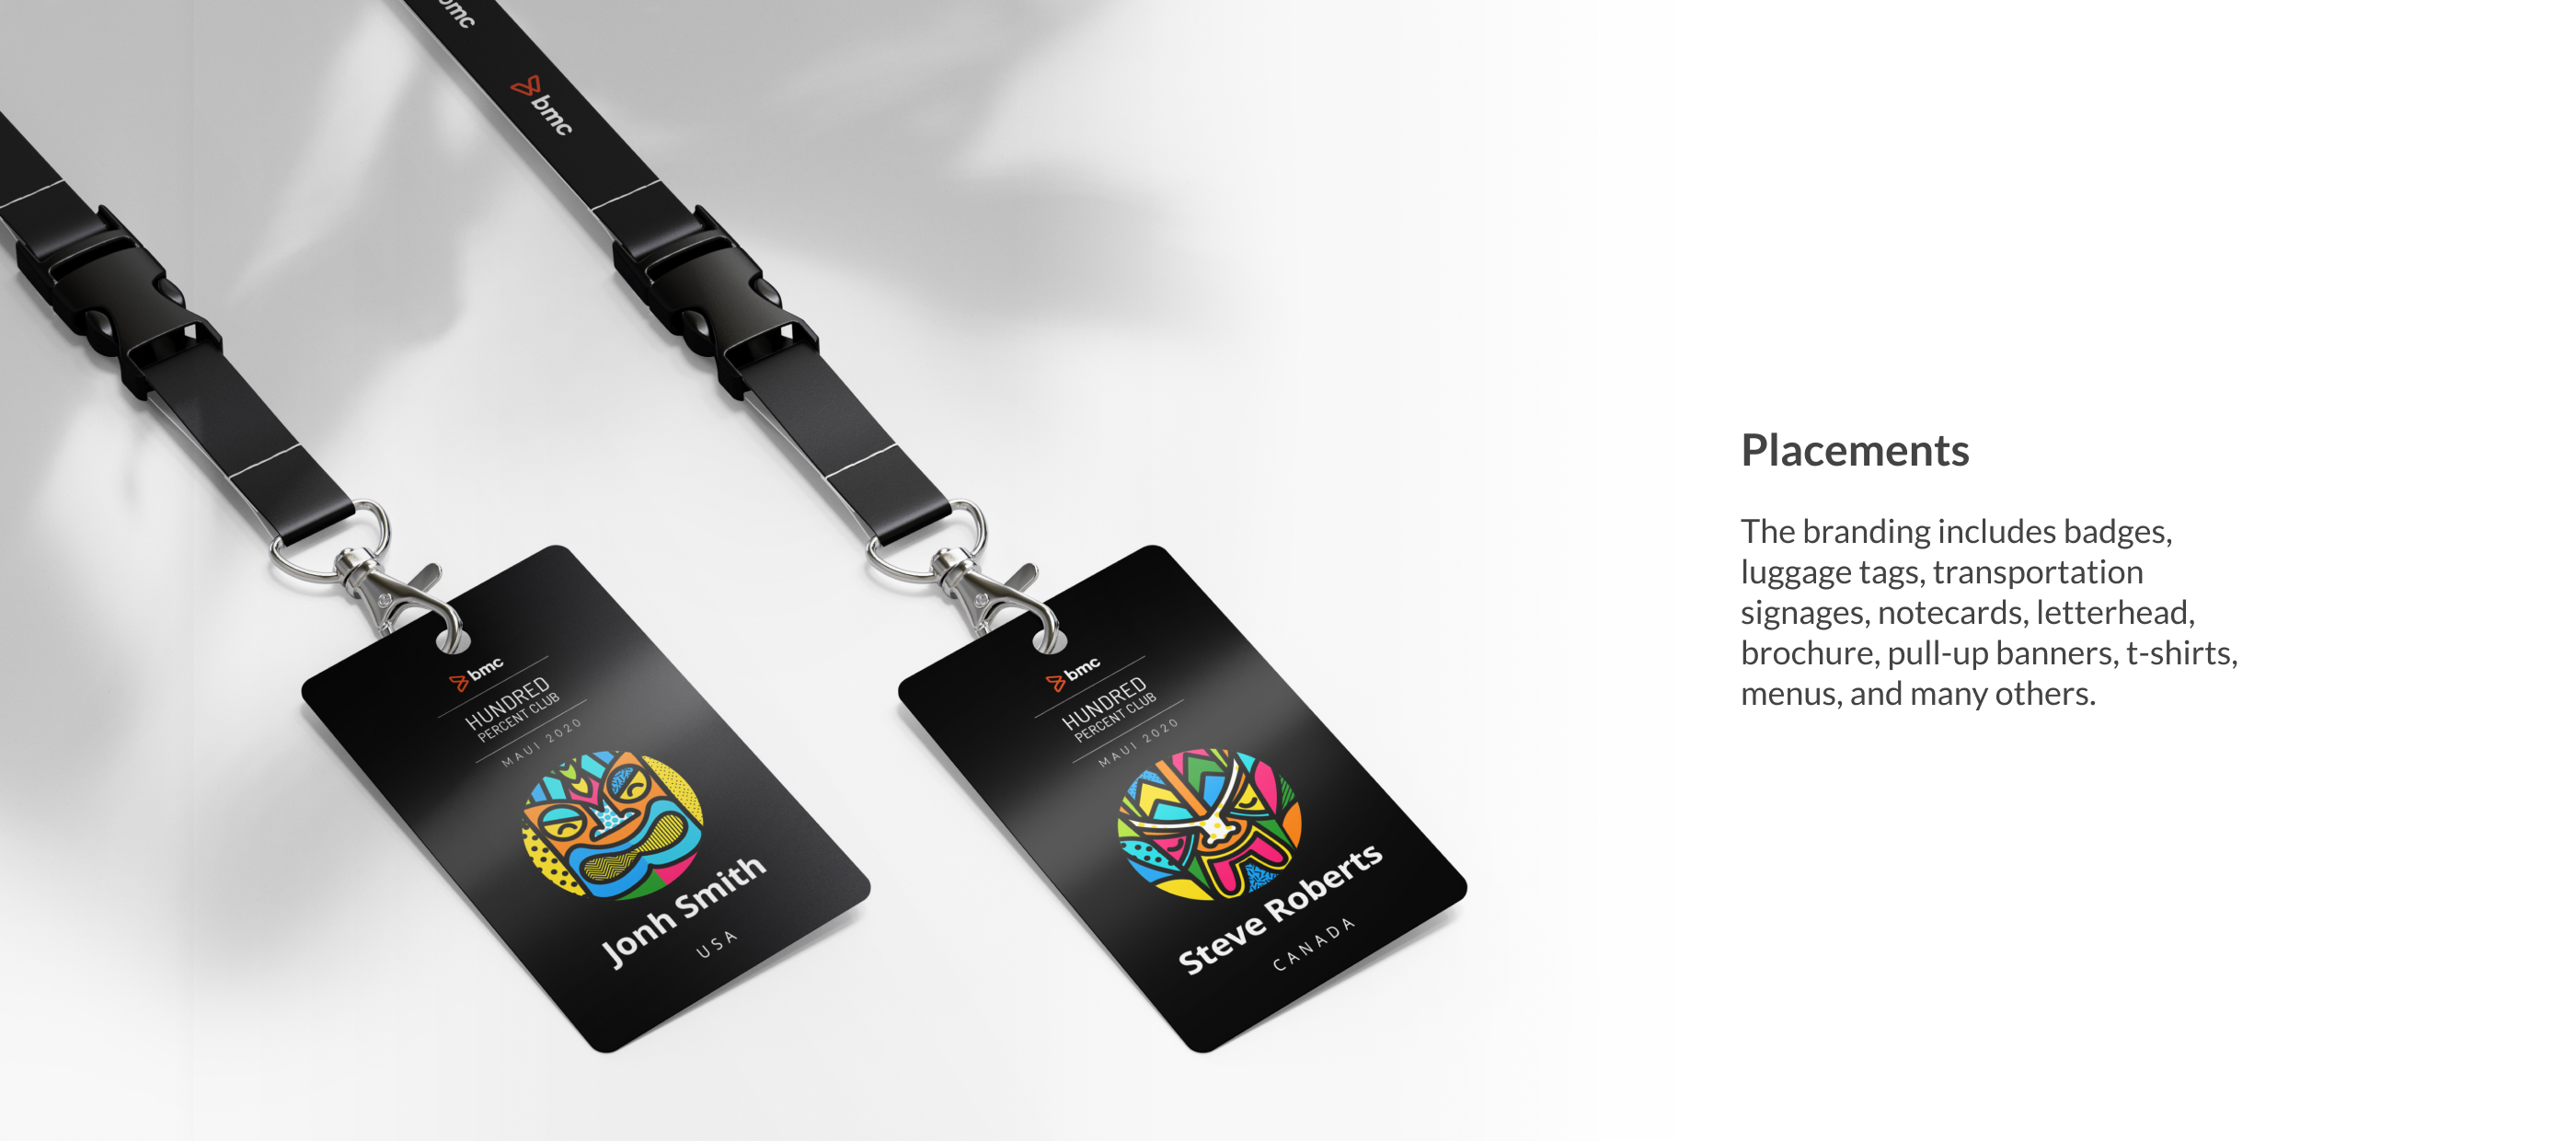 bmc
bmc
bmc
HUNDRED
PERCENT CLUB
MAUI 2020
Jonh Smith
USA
bmc
HUNDRED
PERCENT CLUB
MAUI 2020
Steve Roberts
CANADA
Placements
The branding includes badges,
luggage tags, transportation
signages, notecards, letterhead,
brochure, pull-up banners, t-shirts,
menus, and many others.